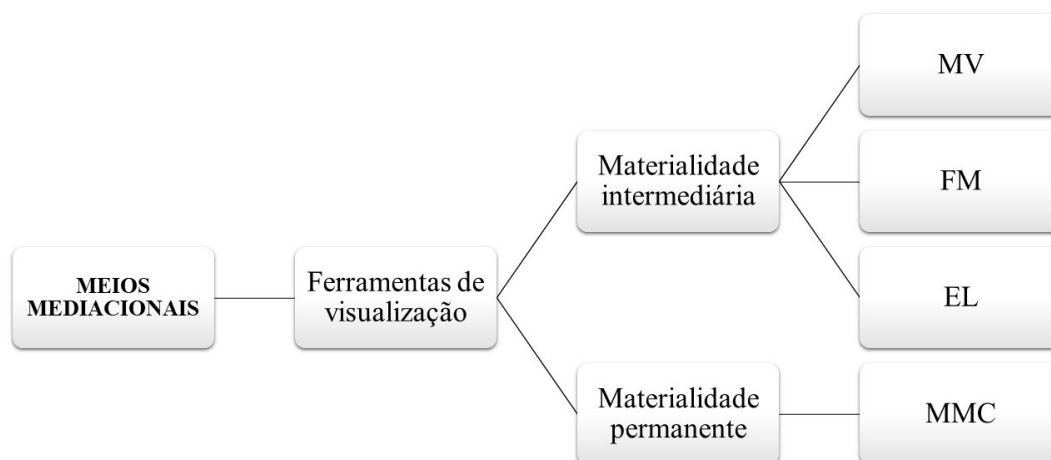 MEIOS
MEDIACIONAIS
Ferramentas de
visualização
Materialidade
intermediária
MV
FM
EL
Materialidade
permanente
MMC